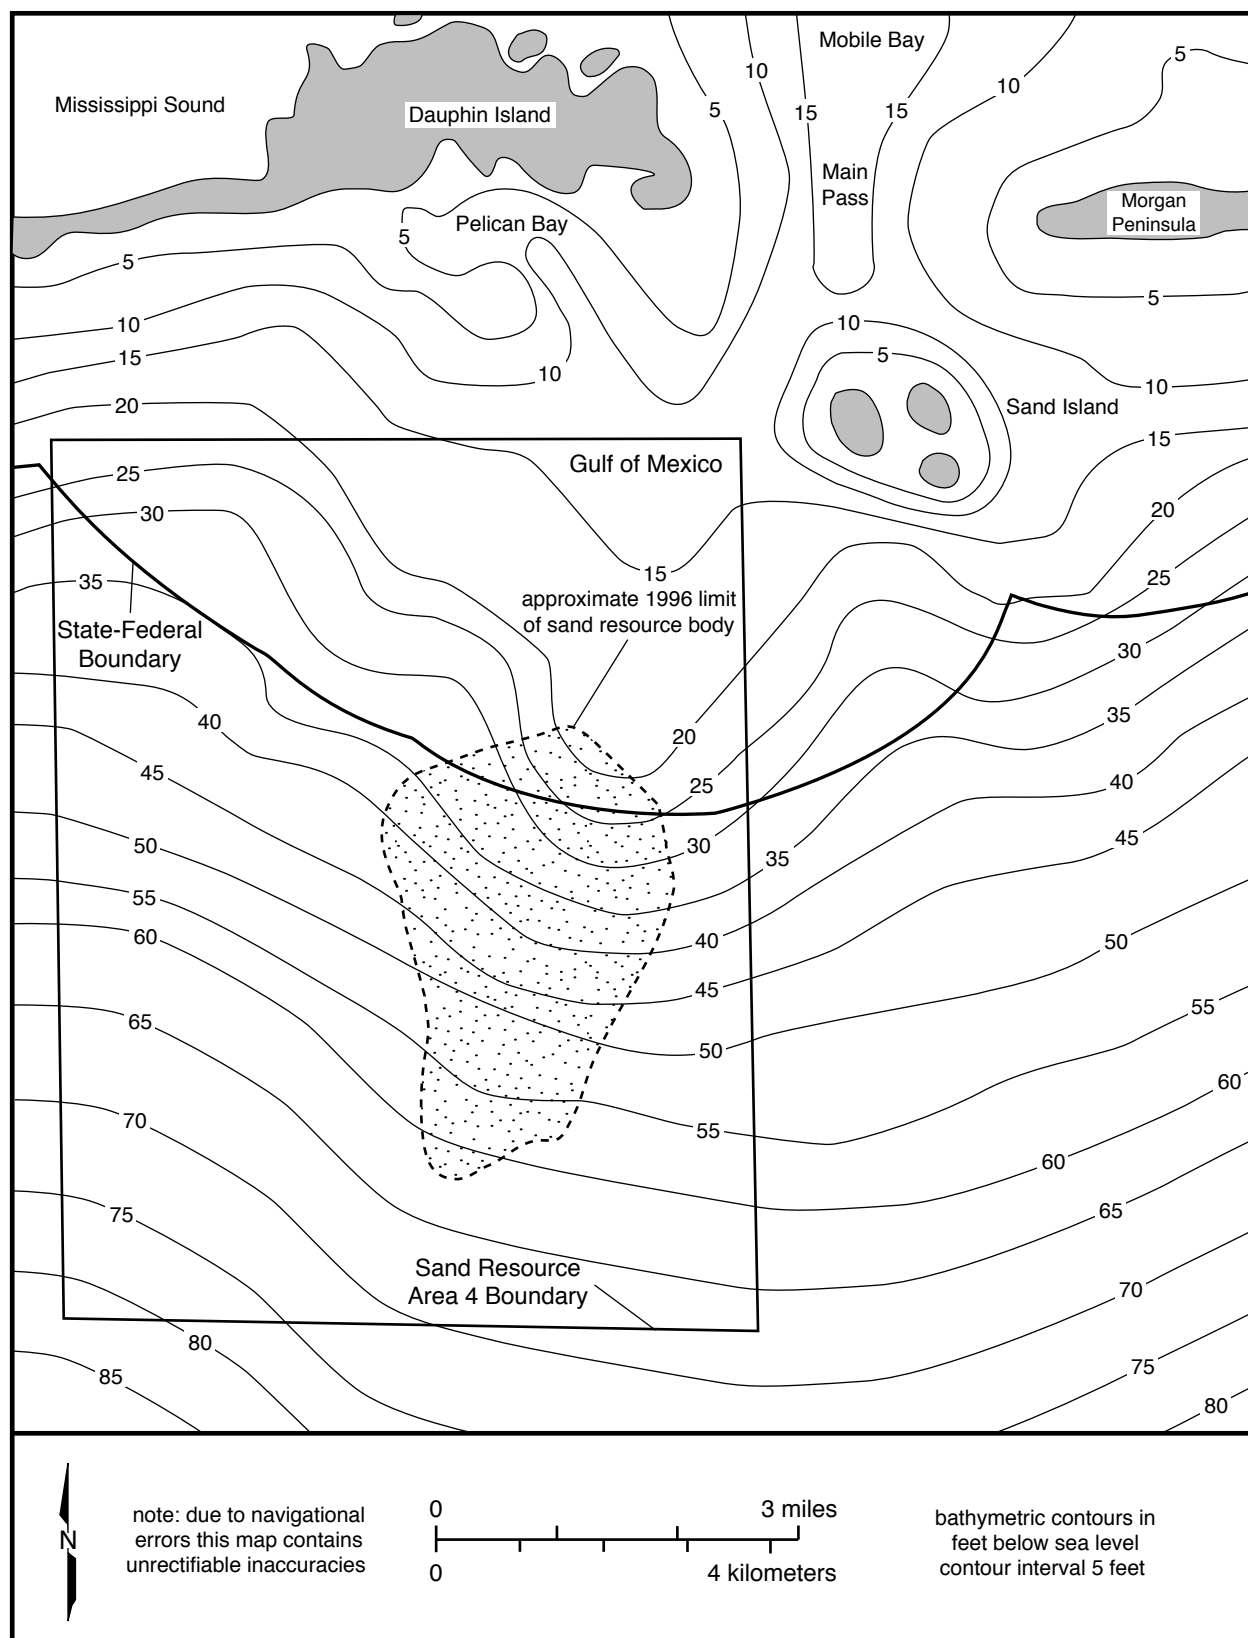 Mobile Bay
5
10
10
5
15
15
Mississippi Sound
Dauphin Island
Main
Pass
Morgan
Peninsula
Pelican Bay
5
5
5
10
10
5
15
10
10
20
Sand Island
15
Gulf of Mexico
25
30
20
35
15
25
approximate 1996 limit
of sand resource body
State-Federal
Boundary
30
40
35
20
45
25
40
50
30
35
45
55
60
40
50
45
55
65
50
60
70
55
60
75
65
Sand Resource
Area 4 Boundary
70
80
75
85
80
0
3 miles
N
note: due to navigational
errors this map contains
unrectifiable inaccuracies
bathymetric contours in
feet below sea level
contour interval 5 feet
0
4 kilometers